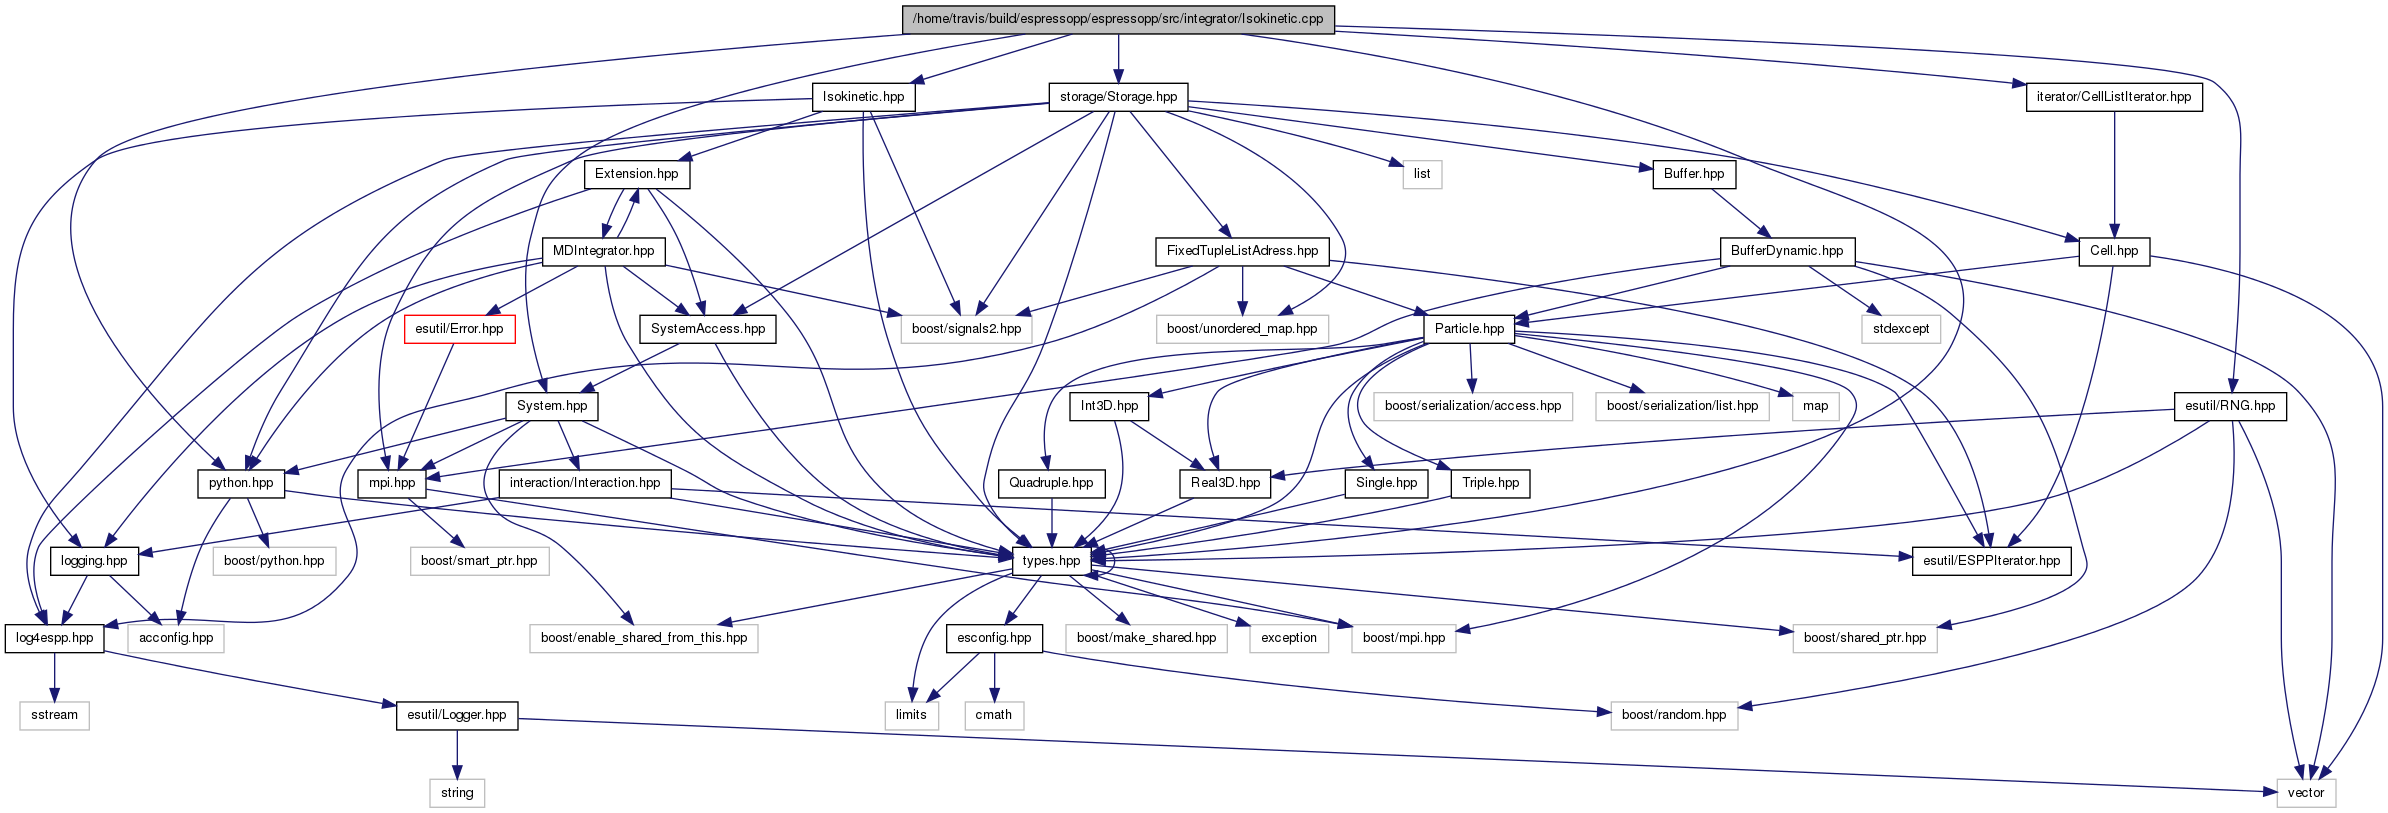 /home/travis/build/espressopp/espressopp/src/integrator/Isokinetic.cpp
Isokinetic.hpp
storage/Storage.hpp
iterator/CellListIterator.hpp
Extension.hpp
list
Buffer.hpp
MDIntegrator.hpp
FixedTupleListAdress.hpp
BufferDynamic.hpp
Cell.hpp
esutil/Error.hpp
SystemAccess.hpp
boost/signals2.hpp
boost/unordered_map.hpp
Particle.hpp
stdexcept
System.hpp
Int3D.hpp
boost/serialization/access.hpp
boost/serialization/list.hpp
map
esutil/RNG.hpp
python.hpp
mpi.hpp
interaction/Interaction.hpp
Quadruple.hpp
Real3D.hpp
Single.hpp
Triple.hpp
logging.hpp
boost/python.hpp
boost/smart_ptr.hpp
types.hpp
esutil/ESPPIterator.hpp
log4espp.hpp
acconfig.hpp
boost/enable_shared_from_this.hpp
esconfig.hpp
boost/make_shared.hpp
exception
boost/mpi.hpp
boost/shared_ptr.hpp
sstream
esutil/Logger.hpp
limits
cmath
boost/random.hpp
string
vector